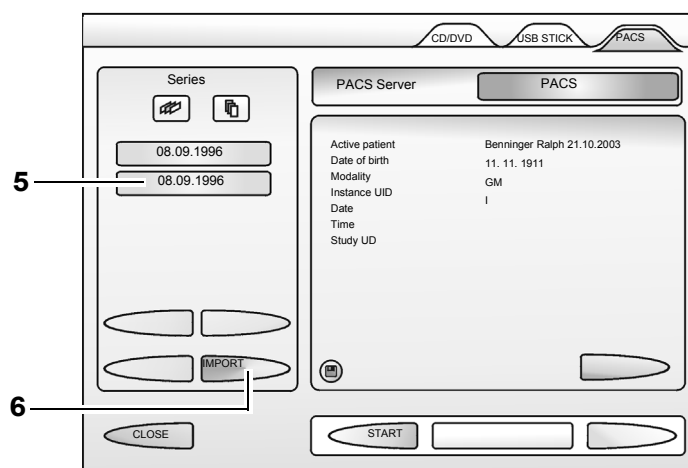 CD/DVD USB STICK PACS
Series
PACS Server PACS
08.09.1996
5 08.09.1996
Active patient Benninger Ralph 21.10.2003
Date of birth 11. 11. 1911
Modality GM
Instance UID I
Date
Time
Study UD
IMPORT
6
CLOSE START